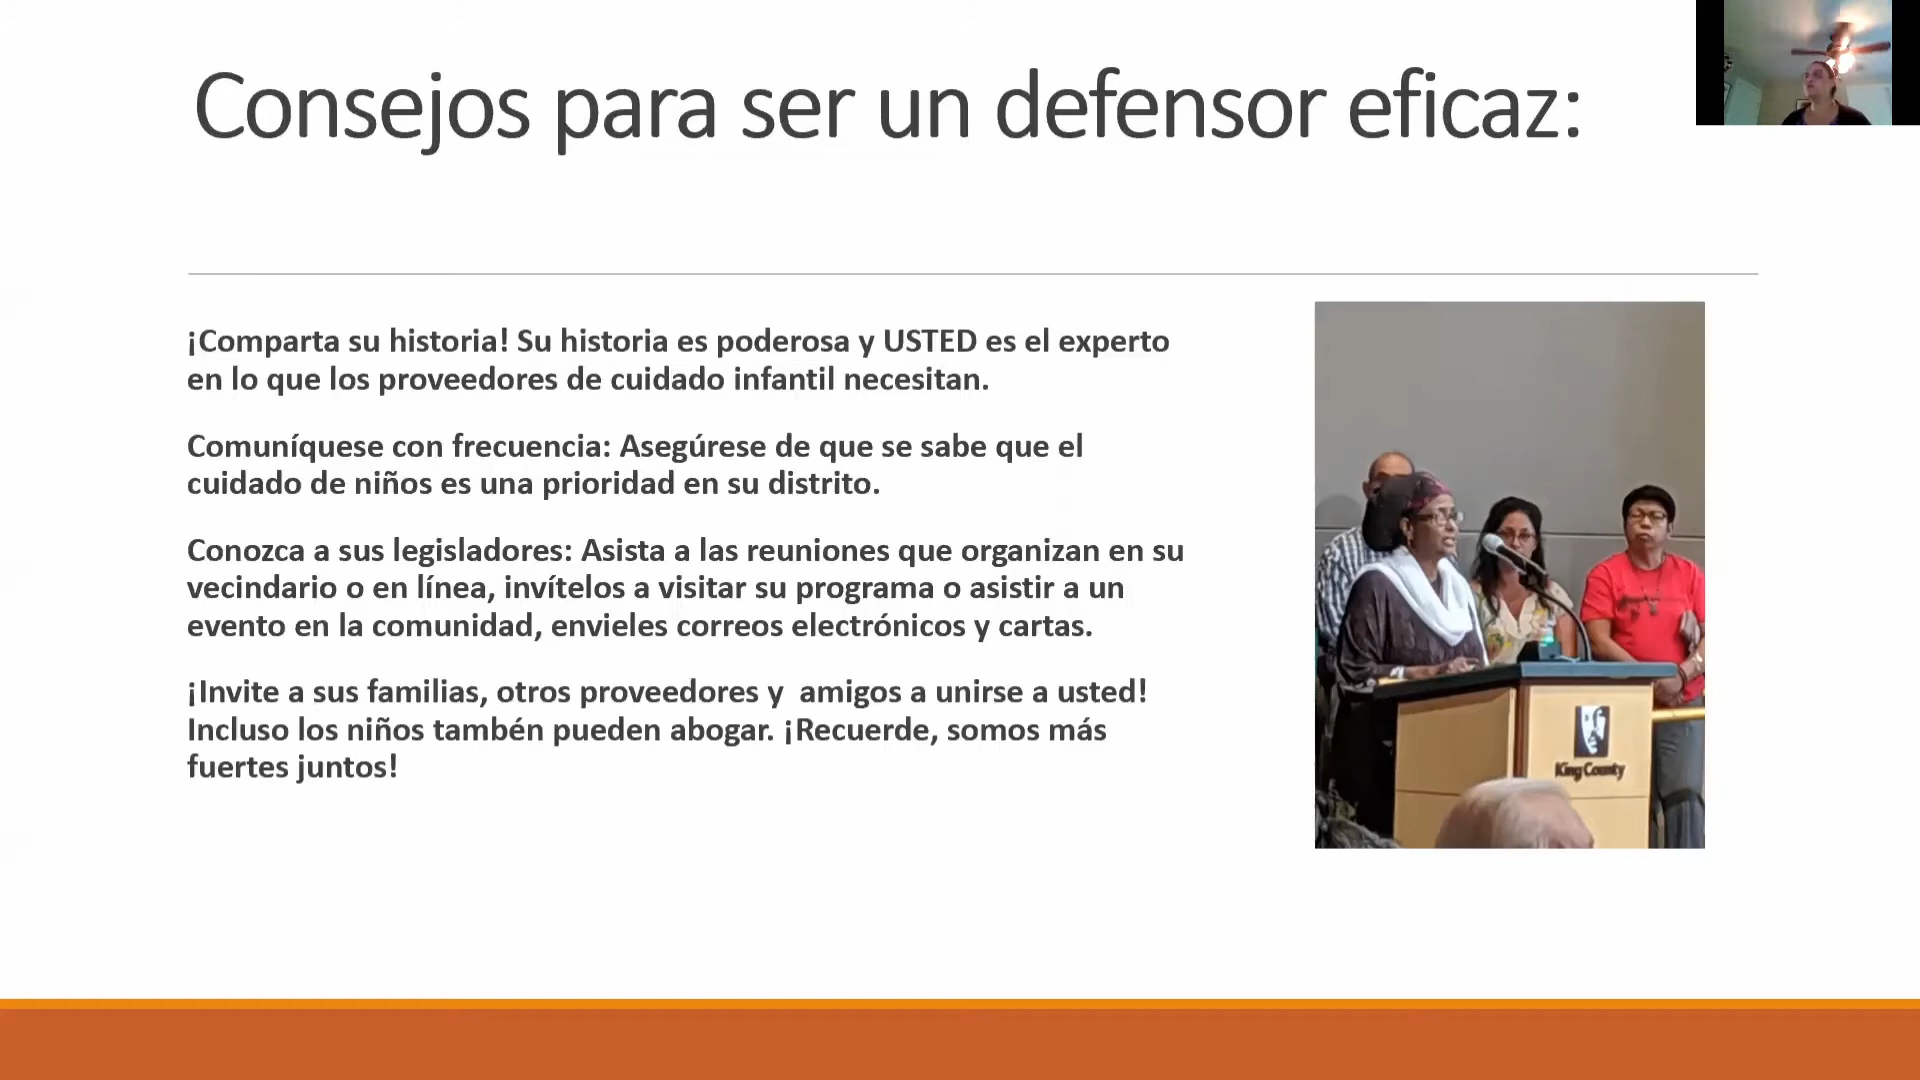 Consejos para ser un defensor eficaz:
¡Comparta su historia! Su historia es poderosa y USTED es el experto
en lo que los proveedores de cuidado infantil necesitan.
Comuníquese con frecuencia: Asegúrese de que se sabe que el
cuidado de niños es una prioridad en su distrito.
Conozca a sus legisladores: Asista a las reuniones que organizan en su
vecindario o en línea, invítelos a visitar su programa o asistir a un
evento en la comunidad, envieles correos electrónicos y cartas.
¡Invite a sus familias, otros proveedores y  amigos a unirse a usted!
Incluso los niños tambén pueden abogar. ¡Recuerde, somos más
fuertes juntos!
King County